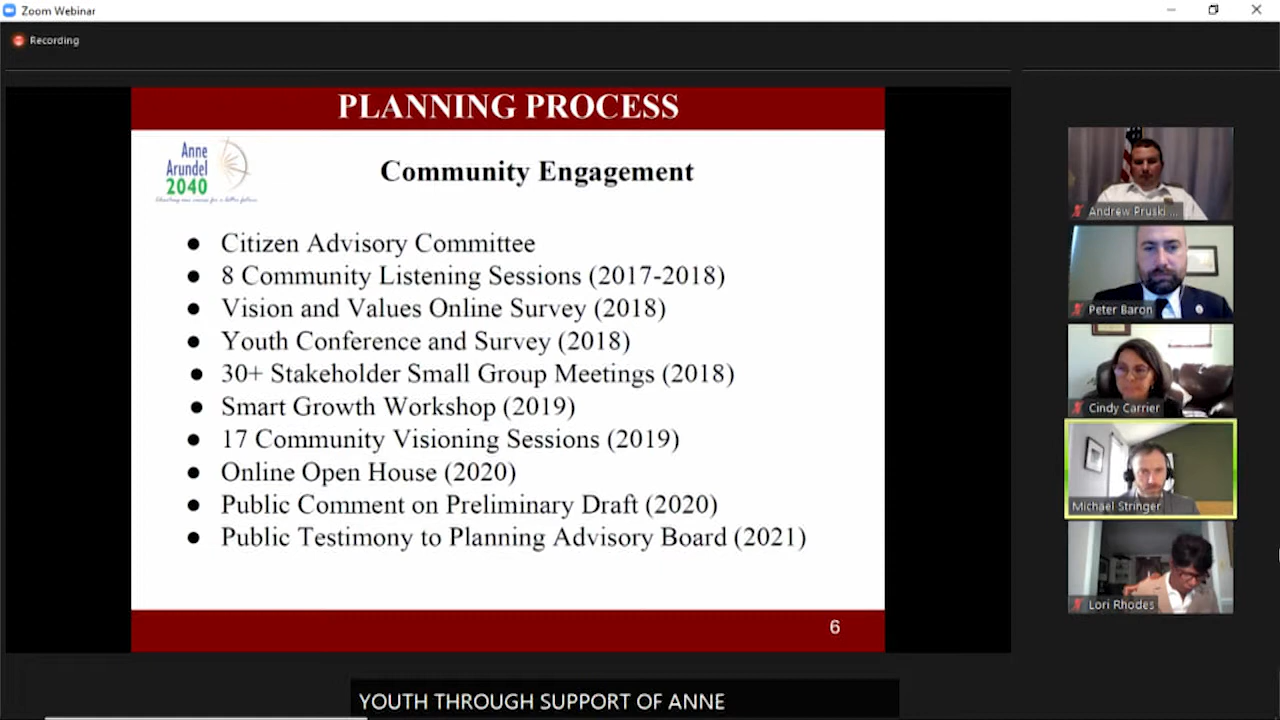 Zoom Webinar
Recording
PLANNING PROCESS
Anne
Arundel
2040
Community Engagement
● Citizen Advisory Committee
● 8 Community Listening Sessions (2017-2018)
● Vision and Values Online Survey (2018)
● Youth Conference and Survey (2018)
● 30+ Stakeholder Small Group Meetings (2018)
● Smart Growth Workshop (2019)
● 17 Community Visioning Sessions (2019)
● Online Open House (2020)
● Public Comment on Preliminary Draft (2020)
● Public Testimony to Planning Advisory Board (2021)
6
Andrew Pruski ...
Peter Baron
Cindy Carrier
Michael Stringer
Lori Rhodes
YOUTH THROUGH SUPPORT OF ANNE